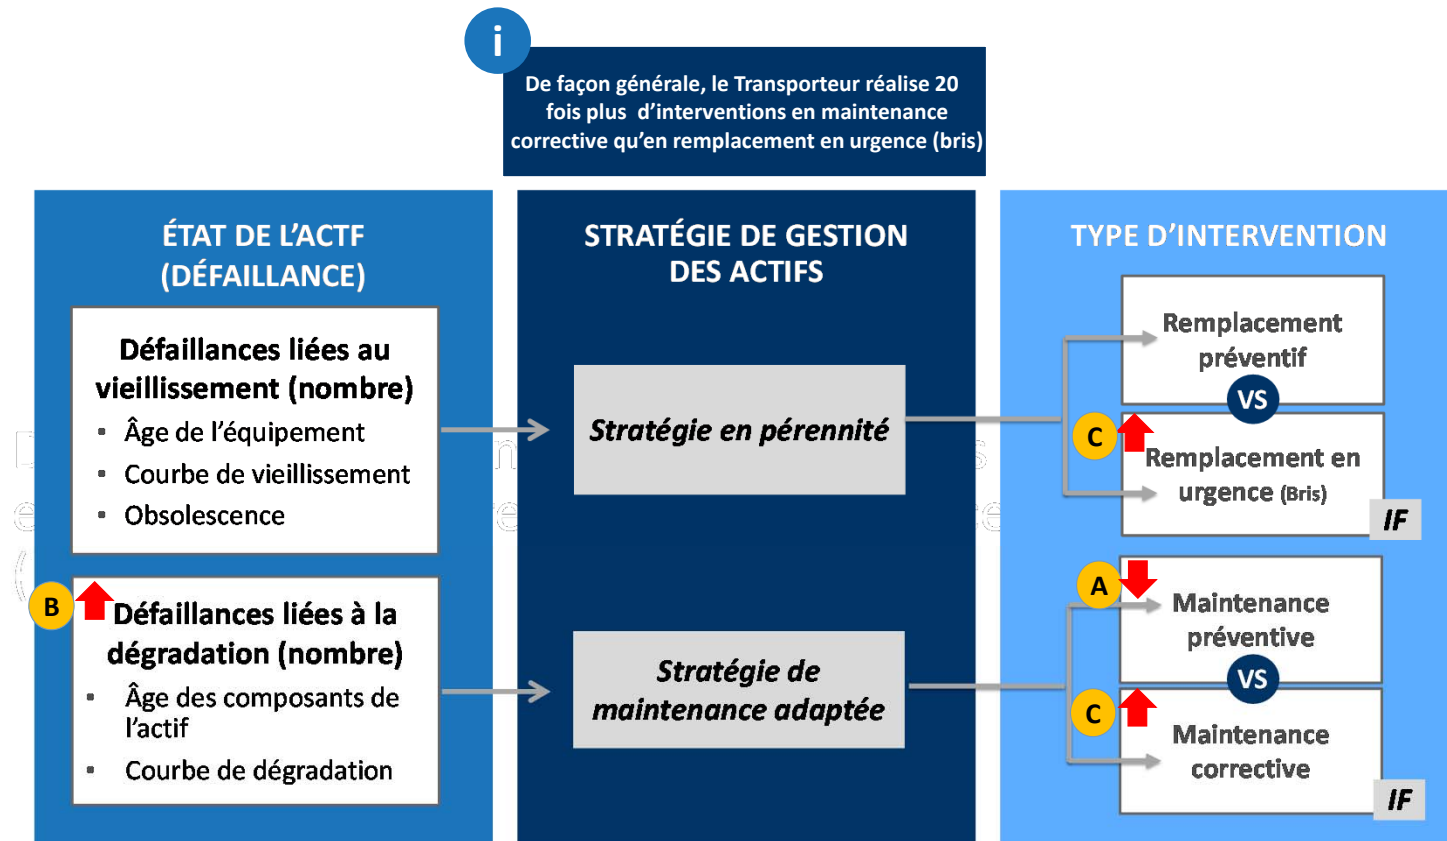 i
De façon générale, le Transporteur réalise 20
fois plus d'interventions en maintenance
corrective qu'en remplacement en urgence (bris)
ÉTAT DE L'ACTF
(DÉFAILLANCE)
Défaillances liées au
vieillissement (nombre)
▪ Âge de l'équipement
▪ Courbe de vieillissement
▪ Obsolescence
B
Défaillances liées à la
dégradation (nombre)
▪ Âge des composants de
l'actif
▪ Courbe de dégradation
STRATÉGIE DE GESTION
DES ACTIFS
Stratégie en pérennité
Stratégie de
maintenance adaptée
TYPE D'INTERVENTION
Remplacement
préventif
VS
C
Remplacement en
urgence (Bris)
IF
A
Maintenance
préventive
VS
C
Maintenance
corrective
IF